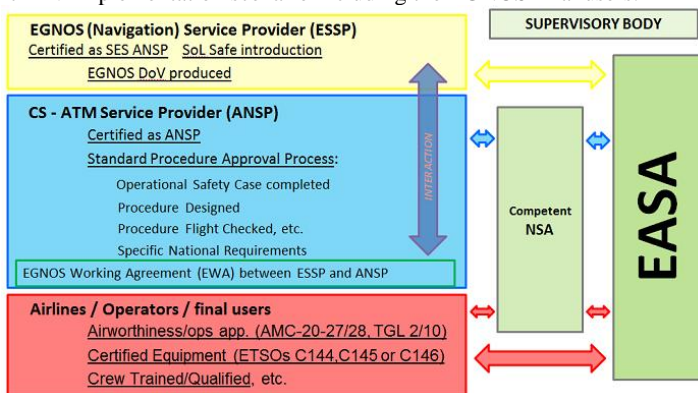 EGNOS (Navigation) Service Provider (ESSP)
Certified as SES ANSP SoL Safe introduction
EGNOS DoV produced
SUPERVISORY BODY
CS - ATM Service Provider (ANSP)
Certified as ANSP
Standard Procedure Approval Process:
Operational Safety Case completed
Procedure Designed
Procedure Flight Checked, etc.
Specific National Requirements
EGNOS Working Agreement (EWA) between ESSP and ANSP
INTERACTION
Competent
NSA
EASA
Airlines / Operators / final users
Airworthiness/ops app. (AMC-20-27/28, TGL 2/10)
Certified Equipment (ETSOs C144,C145 or C146)
Crew Trained/Qualified, etc.